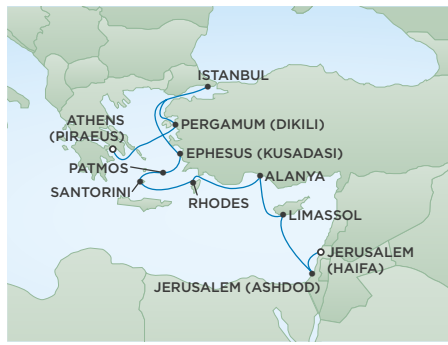 ISTANBUL
ATHENS
(PIRAEUS)
PERGAMUM (DIKILI)
EPHESUS (KUSADASI)
PATMOS
ALANYA
SANTORINI
RHODES
LIMASSOL
JERUSALEM
(HAIFA)
JERUSALEM (ASHDOD)